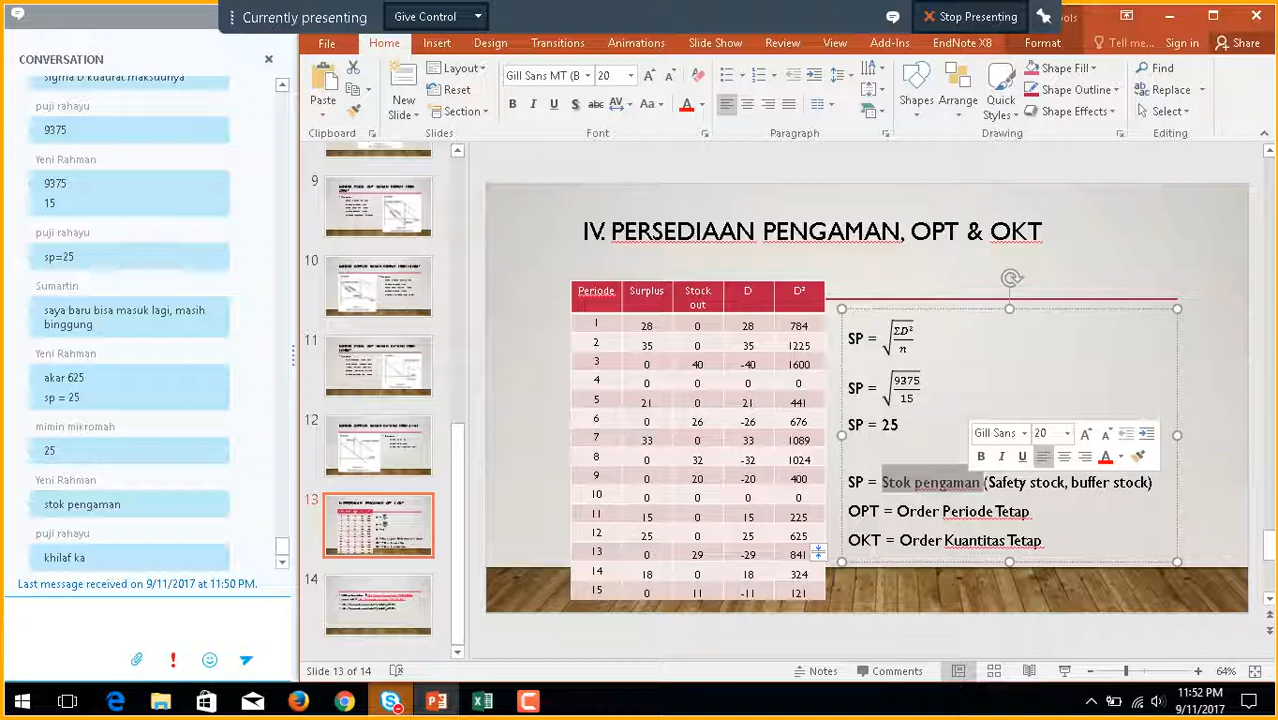 Currently presenting
Give Control
Stop Presenting
File
Home
Insert
Design
Transitions
Animations
Slide Show
Review
View
Add-Ins
EndNote X8
Format
Tell me...
Sign in
Share
Paste
Clipboard
New
Slide
Layout
Reset
Section
Slides
Gill Sans MT (B
20
Font
Paragraph
Shapes
Arrange
Quick
Styles
Shape Fill
Shape Outline
Shape Effects
Drawing
Find
Replace
Select
Editing
CONVERSATION
puji rahayu
9375
Yeni Rahman
9375
15
puji rahayu
sp=25
Sumartin
saya baru bisa masuk lagi, masih
binggung
akar 625
sp = 25
25
stok pengaman
puji rahayu
khilaf ka
Last message received on 9/11/2017 at 11:50 PM.
9
10
11
12
13
14
IV. PERSEDIAAN PENGAMAN, OPT & OKT
Periode Surplus Stock out D D²
1 28 0 28 784
2 35 0 35 1225
3 0 40 -40 1600
4 0 0 0 0
5 21 0 21 441
6 0 26 -26 676
7 33 0 33 1089
8 0 32 -32 1024
9 0 20 -20 400
10 0 0 0 0
11 15 0 15 225
12 25 0 25 625
13 0 29 -29 841
14 18 0 18 324
15 0 11 -11 121
SP = √ΣD²/n
SP = √9375/15
SP = 25
Gill Sans
20
SP = Stok pengaman (Safety stock, buffer stock)
OPT = Order Periode Tetap
OKT = Order Kuantitas Tetap
Slide 13 of 14
Notes
Comments
64%
11:52 PM
9/11/2017